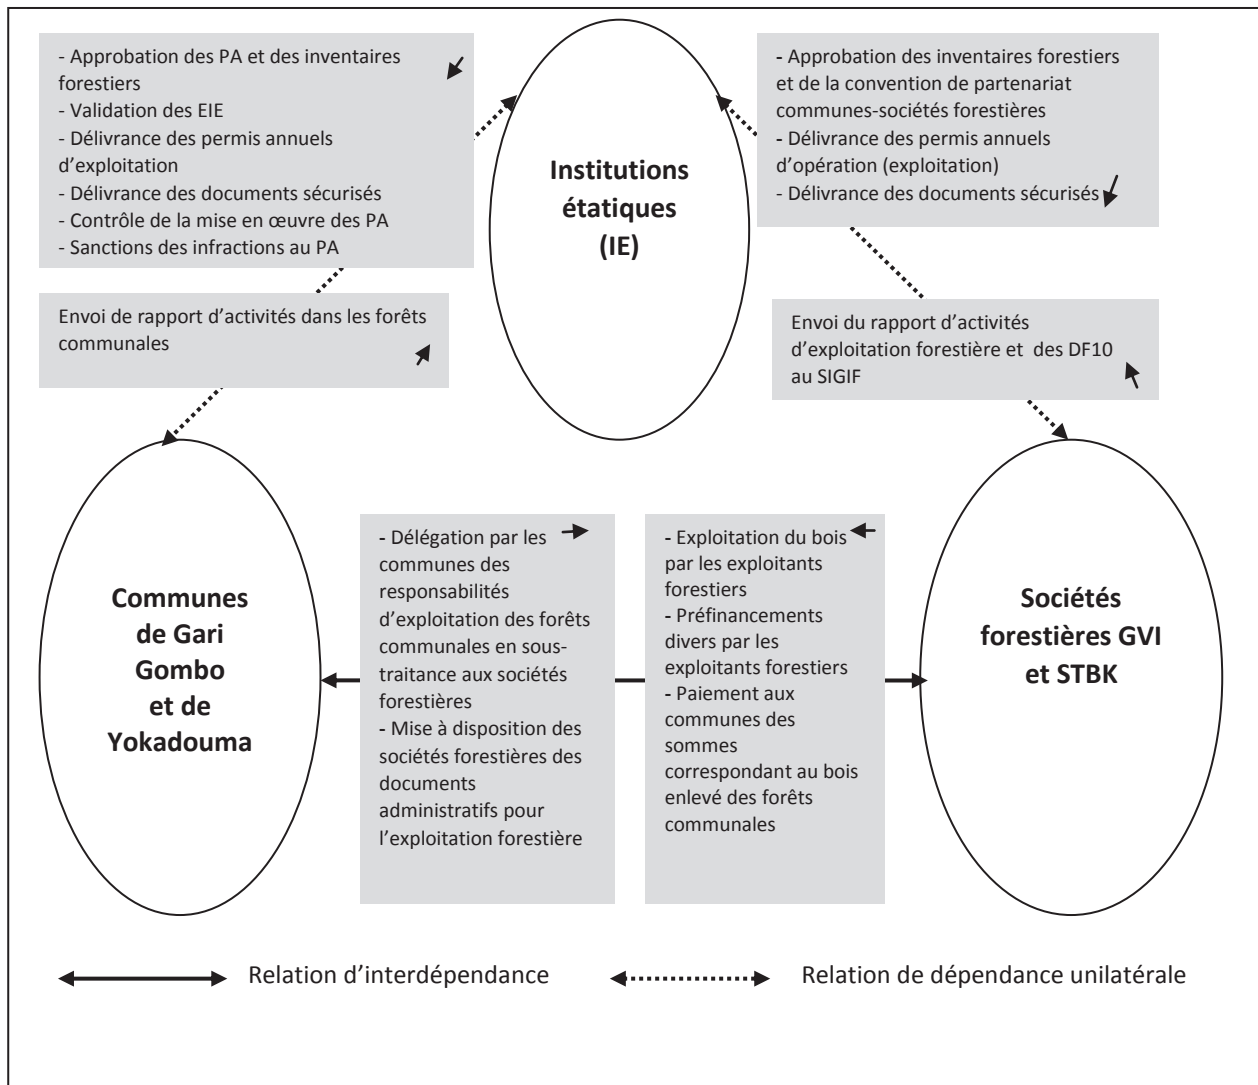 - Approbation des PA et des inventaires
forestiers
- Validation des EIE
- Délivrance des permis annuels
d’exploitation
- Délivrance des documents sécurisés
- Contrôle de la mise en œuvre des PA
- Sanctions des infractions au PA
Institutions
étatiques
(IE)
- Approbation des inventaires forestiers
et de la convention de partenariat
communes-sociétés forestières
- Délivrance des permis annuels
d’opération (exploitation)
- Délivrance des documents sécurisés
Envoi de rapport d’activités dans les forêts
communales
Envoi du rapport d’activités
d’exploitation forestière et des DF10
au SIGIF
Communes
de Gari
Gombo
et de
Yokadouma
- Délégation par les
communes des
responsabilités
d’exploitation des forêts
communales en sous-
traitance aux sociétés
forestières
- Mise à disposition des
sociétés forestières des
documents
administratifs pour
l’exploitation forestière
- Exploitation du bois
par les exploitants
forestiers
- Préfinancements
divers par les
exploitants forestiers
- Paiement aux
communes des
sommes
correspondant au bois
enlevé des forêts
communales
Sociétés
forestières GVI
et STBK
Relation d’interdépendance
Relation de dépendance unilatérale